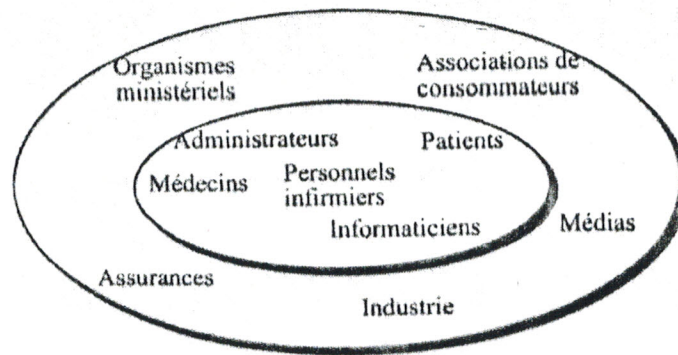 Organismes
ministériels
Associations de
consommateurs
Administrateurs
Patients
Médecins
Personnels
infirmiers
Informaticiens
Médias
Assurances
Industrie